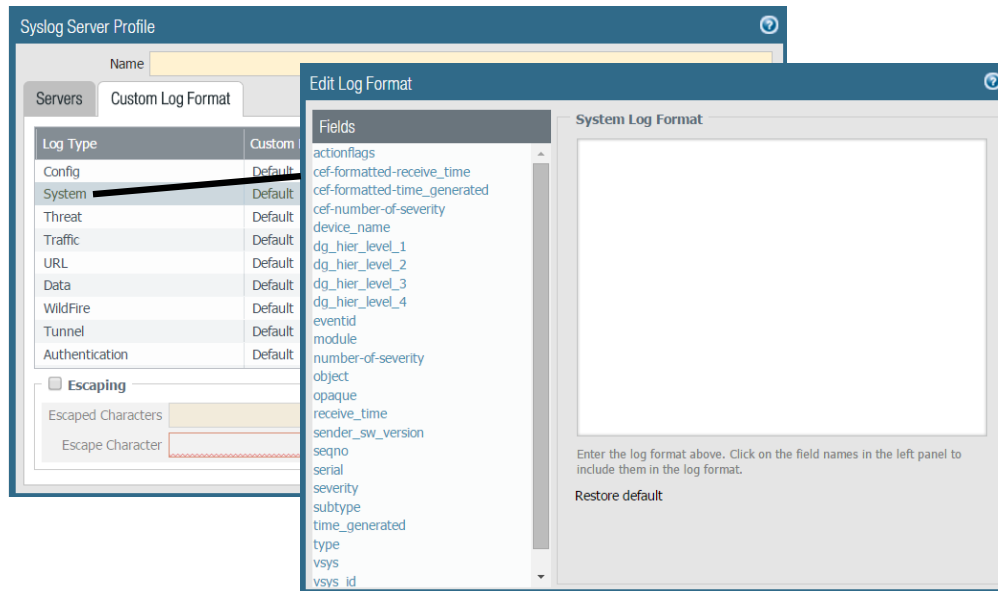 Syslog Server Profile
Name
Servers
Custom Log Format
Log Type
Custom
Config
Default
System
Default
Threat
Default
Traffic
Default
URL
Default
Data
Default
WildFire
Default
Tunnel
Default
Authentication
Default
Escaping
Escaped Characters
Escape Character
Edit Log Format
Fields
actionflags
cef-formatted-receive_time
cef-formatted-time_generated
cef-number-of-severity
device_name
dg_hier_level_1
dg_hier_level_2
dg_hier_level_3
dg_hier_level_4
eventid
module
number-of-severity
object
opaque
receive_time
sender_sw_version
seqno
serial
severity
subtype
time_generated
type
vsys
vsys_id
System Log Format
Enter the log format above. Click on the field names in the left panel to
include them in the log format.
Restore default